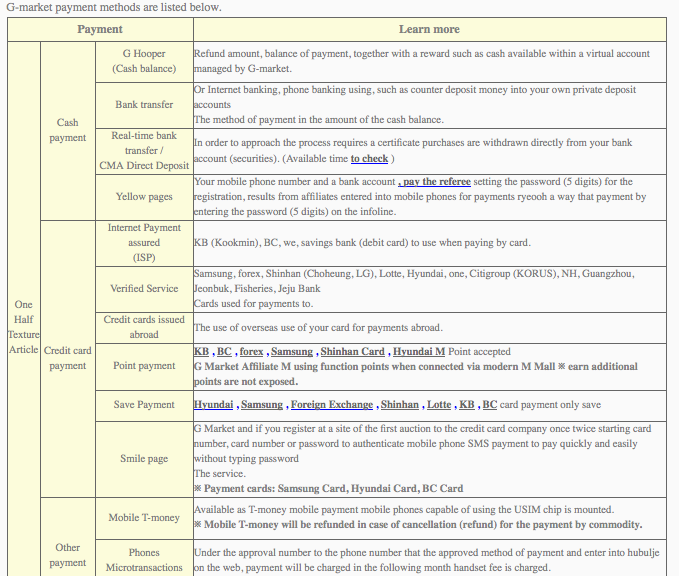 G-market payment methods are listed below.
Payment
Learn more
One
Half
Texture
Article
Cash
payment
G Hooper
(Cash balance)
Refund amount, balance of payment, together with a reward such as cash available within a virtual account
managed by G-market.
Bank transfer
Or Internet banking, phone banking using, such as counter deposit money into your own private deposit
accounts
The method of payment in the amount of the cash balance.
Real-time bank
transfer /
CMA Direct Deposit
In order to approach the process requires a certificate purchases are withdrawn directly from your bank
account (securities). (Available time to check )
Yellow pages
Your mobile phone number and a bank account , pay the referee setting the password (5 digits) for the
registration, results from affiliates entered into mobile phones for payments ryeooh a way that payment by
entering the password (5 digits) on the infoline.
Credit card
payment
Internet Payment
assured
(ISP)
KB (Kookmin), BC, we, savings bank (debit card) to use when paying by card.
Verified Service
Samsung, forex, Shinhan (Choheung, LG), Lotte, Hyundai, one, Citigroup (KORUS), NH, Guangzhou,
Jeonbuk, Fisheries, Jeju Bank
Cards used for payments to.
Credit cards issued
abroad
The use of overseas use of your card for payments abroad.
Point payment
KB , BC , forex , Samsung , Shinhan Card , Hyundai M Point accepted
G Market Affiliate M using function points when connected via modern M Mall ※ earn additional
points are not exposed.
Save Payment
Hyundai , Samsung , Foreign Exchange , Shinhan , Lotte , KB , BC card payment only save
Smile page
G Market and if you register at a site of the first auction to the credit card company once twice starting card
number, card number or password to authenticate mobile phone SMS payment to pay quickly and easily
without typing password
The service.
※ Payment cards: Samsung Card, Hyundai Card, BC Card
Other
payment
Mobile T-money
Available as T-money mobile payment mobile phones capable of using the USIM chip is mounted.
※ Mobile T-money will be refunded in case of cancellation (refund) for the payment by commodity.
Phones
Microtransactions
Under the approval number to the phone number that the approved method of payment and enter into hubulje
on the web, payment will be charged in the following month handset fee is charged.